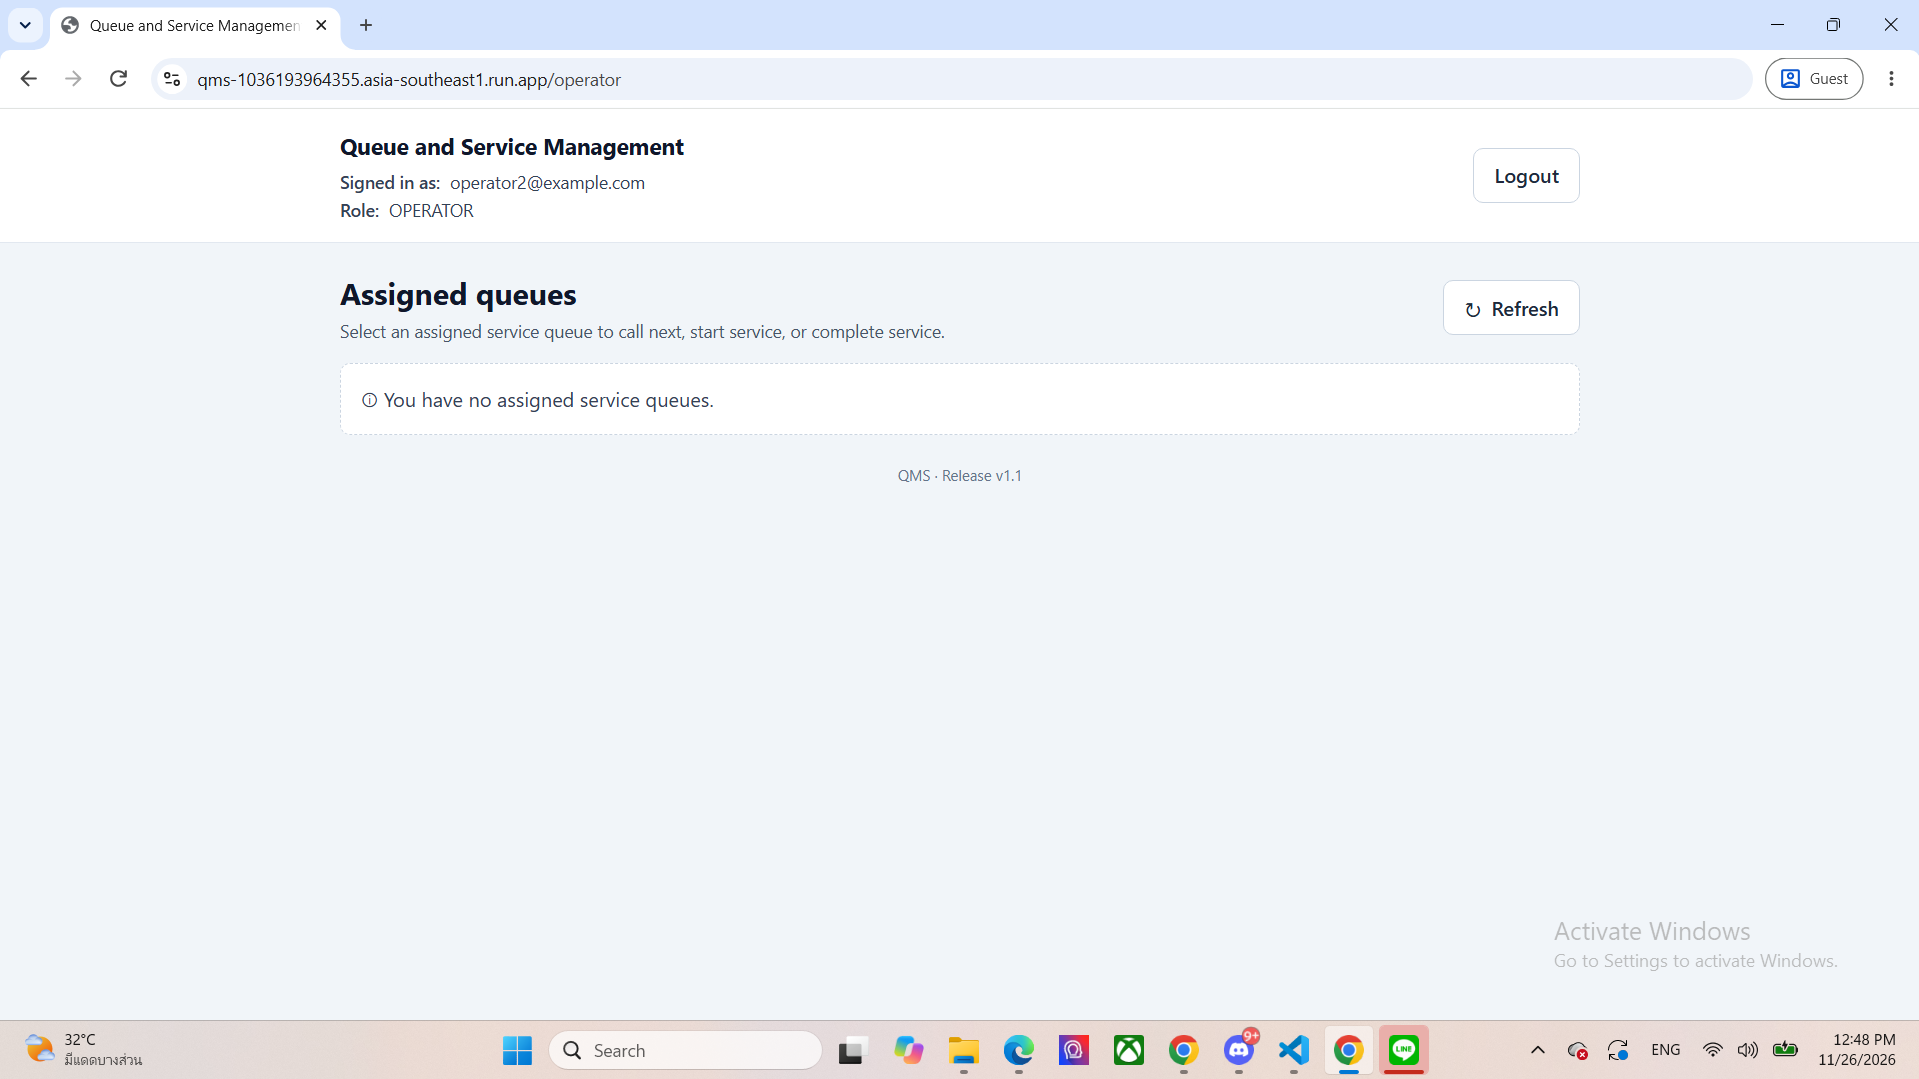 Queue and Service Managemen
qms-1036193964355.asia-southeast1.run.app/operator
Guest
Queue and Service Management
Signed in as: operator2@example.com
Role: OPERATOR
Logout
Assigned queues
Refresh
Select an assigned service queue to call next, start service, or complete service.
You have no assigned service queues.
QMS · Release v1.1
Activate Windows
Go to Settings to activate Windows.
32°C
มีแดดบางส่วน
Search
9+
LINE
ENG
12:48 PM
11/26/2026